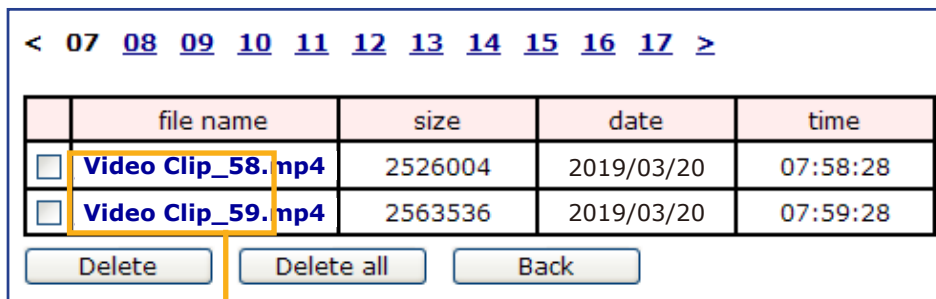 < 07 08 09 10 11 12 13 14 15 16 17 >
file name size date time
Video Clip_58.mp4 2526004 2019/03/20 07:58:28
Video Clip_59.mp4 2563536 2019/03/20 07:59:28
Delete Delete all Back